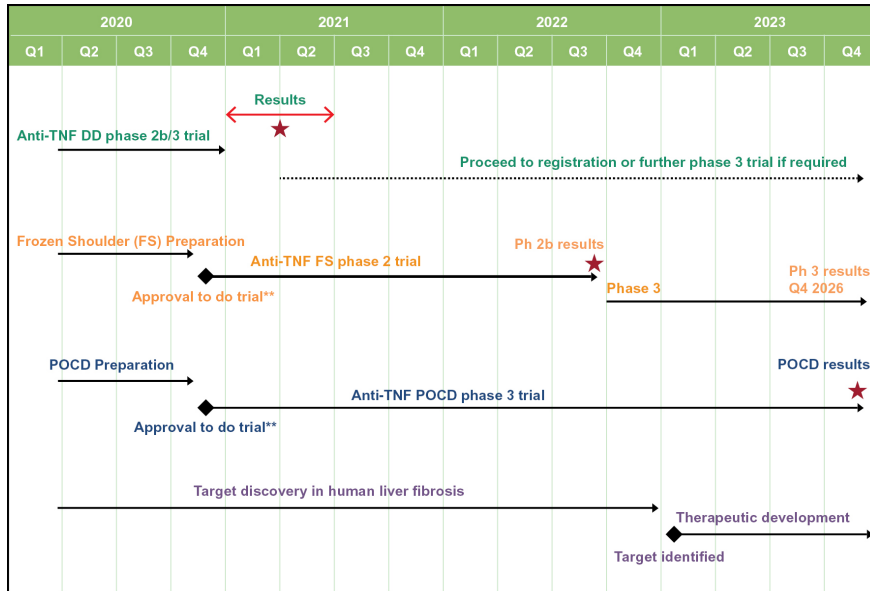 2020 2021 2022 2023
Q1 Q2 Q3 Q4 Q1 Q2 Q3 Q4 Q1 Q2 Q3 Q4 Q1 Q2 Q3 Q4
Results
Anti-TNF DD phase 2b/3 trial
Proceed to registration or further phase 3 trial if required
Frozen Shoulder (FS) Preparation
Ph 2b results
Anti-TNF FS phase 2 trial
Ph 3 results
Q4 2026
Phase 3
Approval to do trial**
POCD Preparation
POCD results
Anti-TNF POCD phase 3 trial
Approval to do trial**
Target discovery in human liver fibrosis
Therapeutic development
Target identified